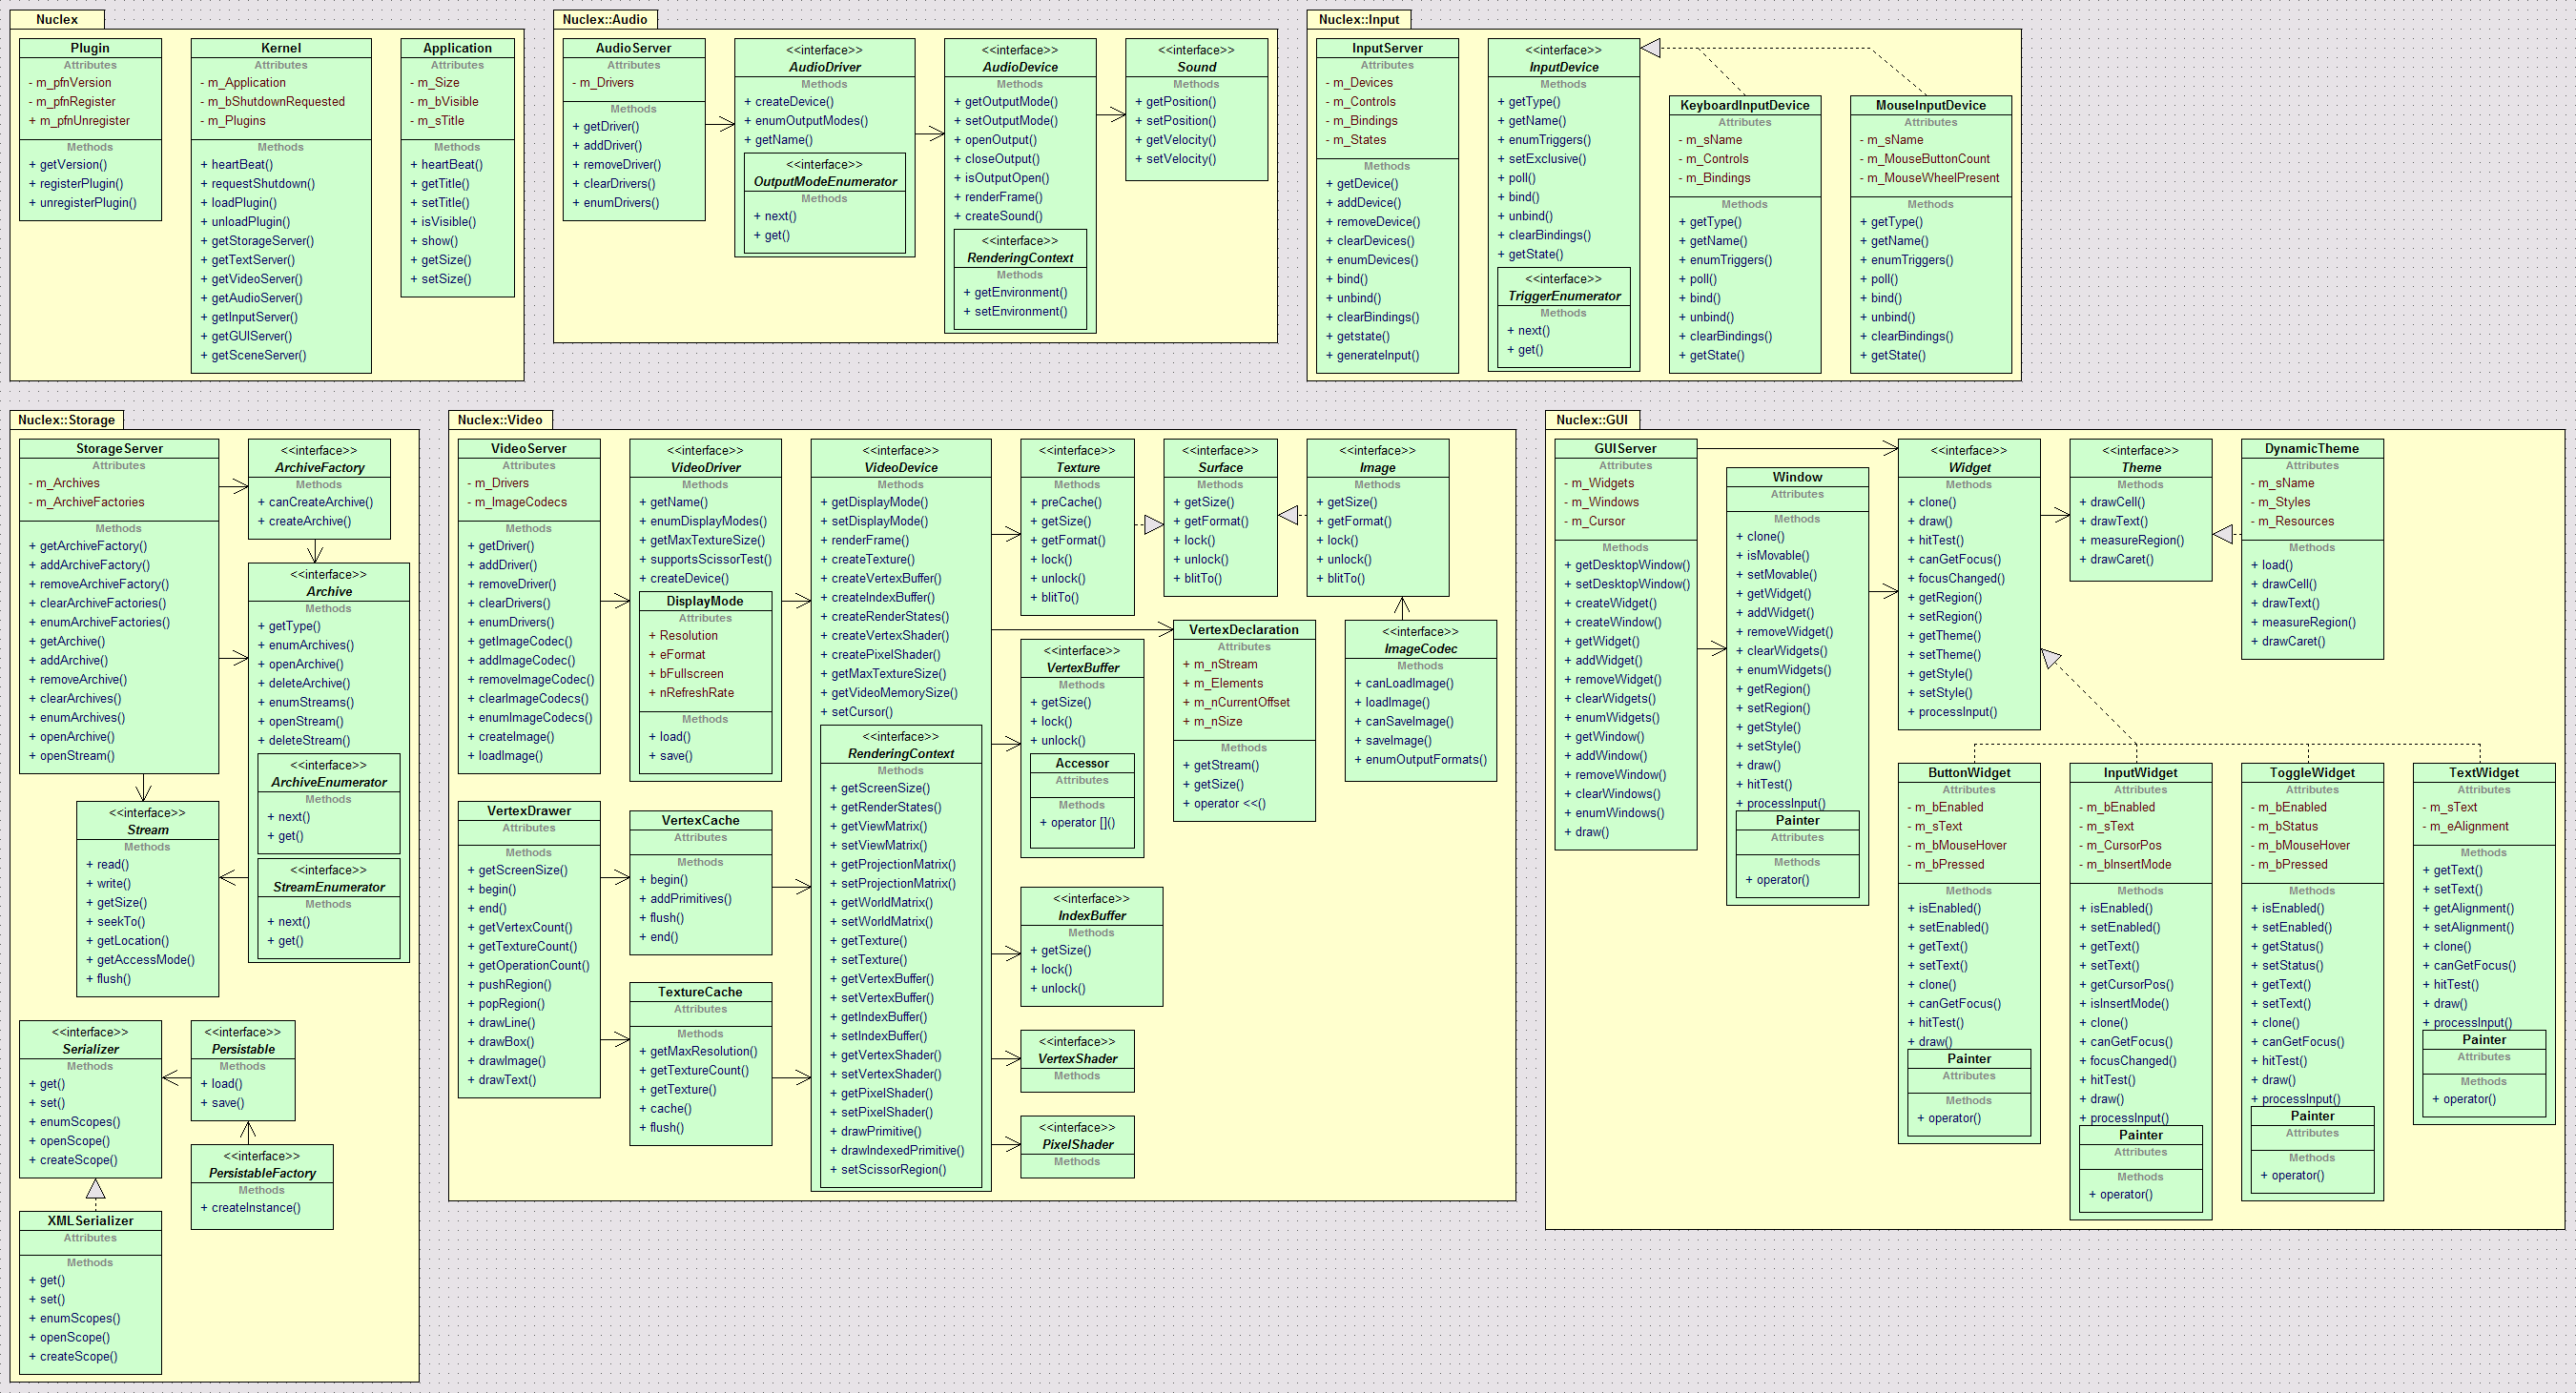 Nuclex
Plugin
Attributes
- m_pfnVersion
- m_pfnRegister
+ m_pfnUnregister
Methods
+ getVersion()
+ registerPlugin()
+ unregisterPlugin()
Kernel
Attributes
- m_Application
- m_bShutdownRequested
- m_Plugins
Methods
+ heartBeat()
+ requestShutdown()
+ loadPlugin()
+ unloadPlugin()
+ getStorageServer()
+ getTextServer()
+ getVideoServer()
+ getAudioServer()
+ getInputServer()
+ getGUIServer()
+ getSceneServer()
Application
Attributes
- m_Size
- m_bVisible
- m_sTitle
Methods
+ heartBeat()
+ getTitle()
+ setTitle()
+ isVisible()
+ show()
+ getSize()
+ setSize()
Nuclex::Audio
AudioServer
Attributes
- m_Drivers
Methods
+ getDriver()
+ addDriver()
+ removeDriver()
+ clearDrivers()
+ enumDrivers()
<<interface>>
AudioDriver
Methods
+ createDevice()
+ enumOutputModes()
+ getName()
<<interface>>
OutputModeEnumerator
Methods
+ next()
+ get()
<<interface>>
AudioDevice
Methods
+ getOutputMode()
+ setOutputMode()
+ openOutput()
+ closeOutput()
+ isOutputOpen()
+ renderFrame()
+ createSound()
<<interface>>
RenderingContext
Methods
+ getEnvironment()
+ setEnvironment()
<<interface>>
Sound
Methods
+ getPosition()
+ setPosition()
+ getVelocity()
+ setVelocity()
Nuclex::Input
InputServer
Attributes
- m_Devices
- m_Controls
- m_Bindings
- m_States
Methods
+ getDevice()
+ addDevice()
+ removeDevice()
+ clearDevices()
+ enumDevices()
+ bind()
+ unbind()
+ clearBindings()
+ getstate()
+ generateInput()
<<interface>>
InputDevice
Methods
+ getType()
+ getName()
+ enumTriggers()
+ setExclusive()
+ poll()
+ bind()
+ unbind()
+ clearBindings()
+ getState()
<<interface>>
TriggerEnumerator
Methods
+ next()
+ get()
KeyboardInputDevice
Attributes
- m_sName
- m_Controls
- m_Bindings
Methods
+ getType()
+ getName()
+ enumTriggers()
+ poll()
+ bind()
+ unbind()
+ clearBindings()
+ getState()
MouseInputDevice
Attributes
- m_sName
- m_MouseButtonCount
- m_MouseWheelPresent
Methods
+ getType()
+ getName()
+ enumTriggers()
+ poll()
+ bind()
+ unbind()
+ clearBindings()
+ getState()
Nuclex::Storage
StorageServer
Attributes
- m_Archives
- m_ArchiveFactories
Methods
+ getArchiveFactory()
+ addArchiveFactory()
+ removeArchiveFactory()
+ clearArchiveFactories()
+ enumArchiveFactories()
+ getArchive()
+ addArchive()
+ removeArchive()
+ clearArchives()
+ enumArchives()
+ openArchive()
+ openStream()
<<interface>>
ArchiveFactory
Methods
+ canCreateArchive()
+ createArchive()
<<interface>>
Archive
Methods
+ getType()
+ enumArchives()
+ openArchive()
+ deleteArchive()
+ enumStreams()
+ openStream()
+ deleteStream()
<<interface>>
ArchiveEnumerator
Methods
+ next()
+ get()
<<interface>>
StreamEnumerator
Methods
+ next()
+ get()
<<interface>>
Stream
Methods
+ read()
+ write()
+ getSize()
+ seekTo()
+ getLocation()
+ getAccessMode()
+ flush()
<<interface>>
Serializer
Methods
+ get()
+ set()
+ enumScopes()
+ openScope()
+ createScope()
<<interface>>
Persistable
Methods
+ load()
+ save()
<<interface>>
PersistableFactory
Methods
+ createInstance()
XMLSerializer
Attributes
Methods
+ get()
+ set()
+ enumScopes()
+ openScope()
+ createScope()
Nuclex::Video
VideoServer
Attributes
- m_Drivers
- m_ImageCodecs
Methods
+ getDriver()
+ addDriver()
+ removeDriver()
+ clearDrivers()
+ enumDrivers()
+ getImageCodec()
+ addImageCodec()
+ removeImageCodec()
+ clearImageCodecs()
+ enumImageCodecs()
+ createImage()
+ loadImage()
<<interface>>
VideoDriver
Methods
+ getName()
+ enumDisplayModes()
+ getMaxTextureSize()
+ supportsScissorTest()
+ createDevice()
DisplayMode
Attributes
+ Resolution
+ eFormat
+ bFullscreen
+ nRefreshRate
Methods
+ load()
+ save()
<<interface>>
VideoDevice
Methods
+ getDisplayMode()
+ setDisplayMode()
+ renderFrame()
+ createTexture()
+ createVertexBuffer()
+ createIndexBuffer()
+ createRenderStates()
+ createVertexShader()
+ createPixelShader()
+ getMaxTextureSize()
+ getVideoMemorySize()
+ setCursor()
<<interface>>
RenderingContext
Methods
+ getScreenSize()
+ getRenderStates()
+ getViewMatrix()
+ setViewMatrix()
+ getProjectionMatrix()
+ setProjectionMatrix()
+ getWorldMatrix()
+ setWorldMatrix()
+ getTexture()
+ setTexture()
+ getVertexBuffer()
+ setVertexBuffer()
+ getIndexBuffer()
+ setIndexBuffer()
+ getVertexShader()
+ setVertexShader()
+ getPixelShader()
+ setPixelShader()
+ drawPrimitive()
+ drawIndexedPrimitive()
+ setScissorRegion()
<<interface>>
Texture
Methods
+ preCache()
+ getSize()
+ getFormat()
+ lock()
+ unlock()
+ blitTo()
<<interface>>
Surface
Methods
+ getSize()
+ getFormat()
+ lock()
+ unlock()
+ blitTo()
<<interface>>
Image
Methods
+ getSize()
+ getFormat()
+ lock()
+ unlock()
+ blitTo()
<<interface>>
VertexBuffer
Methods
+ getSize()
+ lock()
+ unlock()
Accessor
Attributes
Methods
+ operator []()
VertexDeclaration
Attributes
+ m_nStream
+ m_Elements
+ m_nCurrentOffset
+ m_nSize
Methods
+ getStream()
+ getSize()
+ operator <<()
<<interface>>
ImageCodec
Methods
+ canLoadImage()
+ loadImage()
+ canSaveImage()
+ saveImage()
+ enumOutputFormats()
VertexDrawer
Attributes
Methods
+ getScreenSize()
+ begin()
+ end()
+ getVertexCount()
+ getTextureCount()
+ getOperationCount()
+ pushRegion()
+ popRegion()
+ drawLine()
+ drawBox()
+ drawImage()
+ drawText()
VertexCache
Attributes
Methods
+ begin()
+ addPrimitives()
+ flush()
+ end()
TextureCache
Attributes
Methods
+ getMaxResolution()
+ getTextureCount()
+ getTexture()
+ cache()
+ flush()
<<interface>>
IndexBuffer
Methods
+ getSize()
+ lock()
+ unlock()
<<interface>>
VertexShader
Methods
<<interface>>
PixelShader
Methods
Nuclex::GUI
GUIServer
Attributes
- m_Widgets
- m_Windows
- m_Cursor
Methods
+ getDesktopWindow()
+ setDesktopWindow()
+ createWidget()
+ createWindow()
+ getWidget()
+ addWidget()
+ removeWidget()
+ clearWidgets()
+ enumWidgets()
+ getWindow()
+ addWindow()
+ removeWindow()
+ clearWindows()
+ enumWindows()
+ draw()
Window
Attributes
Methods
+ clone()
+ isMovable()
+ setMovable()
+ getWidget()
+ addWidget()
+ removeWidget()
+ clearWidgets()
+ enumWidgets()
+ getRegion()
+ setRegion()
+ getStyle()
+ setStyle()
+ draw()
+ hitTest()
+ processInput()
Painter
Attributes
Methods
+ operator()
<<interface>>
Widget
Methods
+ clone()
+ draw()
+ hitTest()
+ canGetFocus()
+ focusChanged()
+ getRegion()
+ setRegion()
+ getTheme()
+ setTheme()
+ getStyle()
+ setStyle()
+ processInput()
<<interface>>
Theme
Methods
+ drawCell()
+ drawText()
+ measureRegion()
+ drawCaret()
DynamicTheme
Attributes
- m_sName
- m_Styles
- m_Resources
Methods
+ load()
+ drawCell()
+ drawText()
+ measureRegion()
+ drawCaret()
ButtonWidget
Attributes
- m_bEnabled
- m_sText
- m_bMouseHover
- m_bPressed
Methods
+ isEnabled()
+ setEnabled()
+ getText()
+ setText()
+ clone()
+ canGetFocus()
+ hitTest()
+ draw()
Painter
Attributes
Methods
+ operator()
InputWidget
Attributes
- m_bEnabled
- m_sText
- m_CursorPos
- m_bInsertMode
Methods
+ isEnabled()
+ setEnabled()
+ getText()
+ setText()
+ getCursorPos()
+ isInsertMode()
+ clone()
+ canGetFocus()
+ focusChanged()
+ hitTest()
+ draw()
+ processInput()
Painter
Attributes
Methods
+ operator()
ToggleWidget
Attributes
- m_bEnabled
- m_bStatus
- m_bMouseHover
- m_bPressed
Methods
+ isEnabled()
+ setEnabled()
+ getStatus()
+ setStatus()
+ getText()
+ setText()
+ clone()
+ canGetFocus()
+ hitTest()
+ draw()
+ processInput()
Painter
Attributes
Methods
+ operator()
TextWidget
Attributes
- m_sText
- m_eAlignment
Methods
+ getText()
+ setText()
+ getAlignment()
+ setAlignment()
+ clone()
+ canGetFocus()
+ hitTest()
+ draw()
+ processInput()
Painter
Attributes
Methods
+ operator()